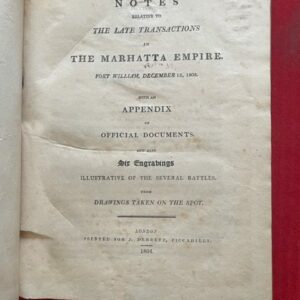 NOTES
RELATIVE TO
THE LATE TRANSACTIONS
IN
THE MARHATTA EMPIRE.
FORT WILLIAM, DECEMBER 15, 1803.
WITH AN
APPENDIX
OF
OFFICIAL DOCUMENTS.
AND ALSO
Six Engravings
ILLUSTRATIVE OF THE SEVERAL BATTLES,
FROM
DRAWINGS TAKEN ON THE SPOT.
LONDON
PRINTED FOR J. DEBRETT, PICCADILLY.
1804.